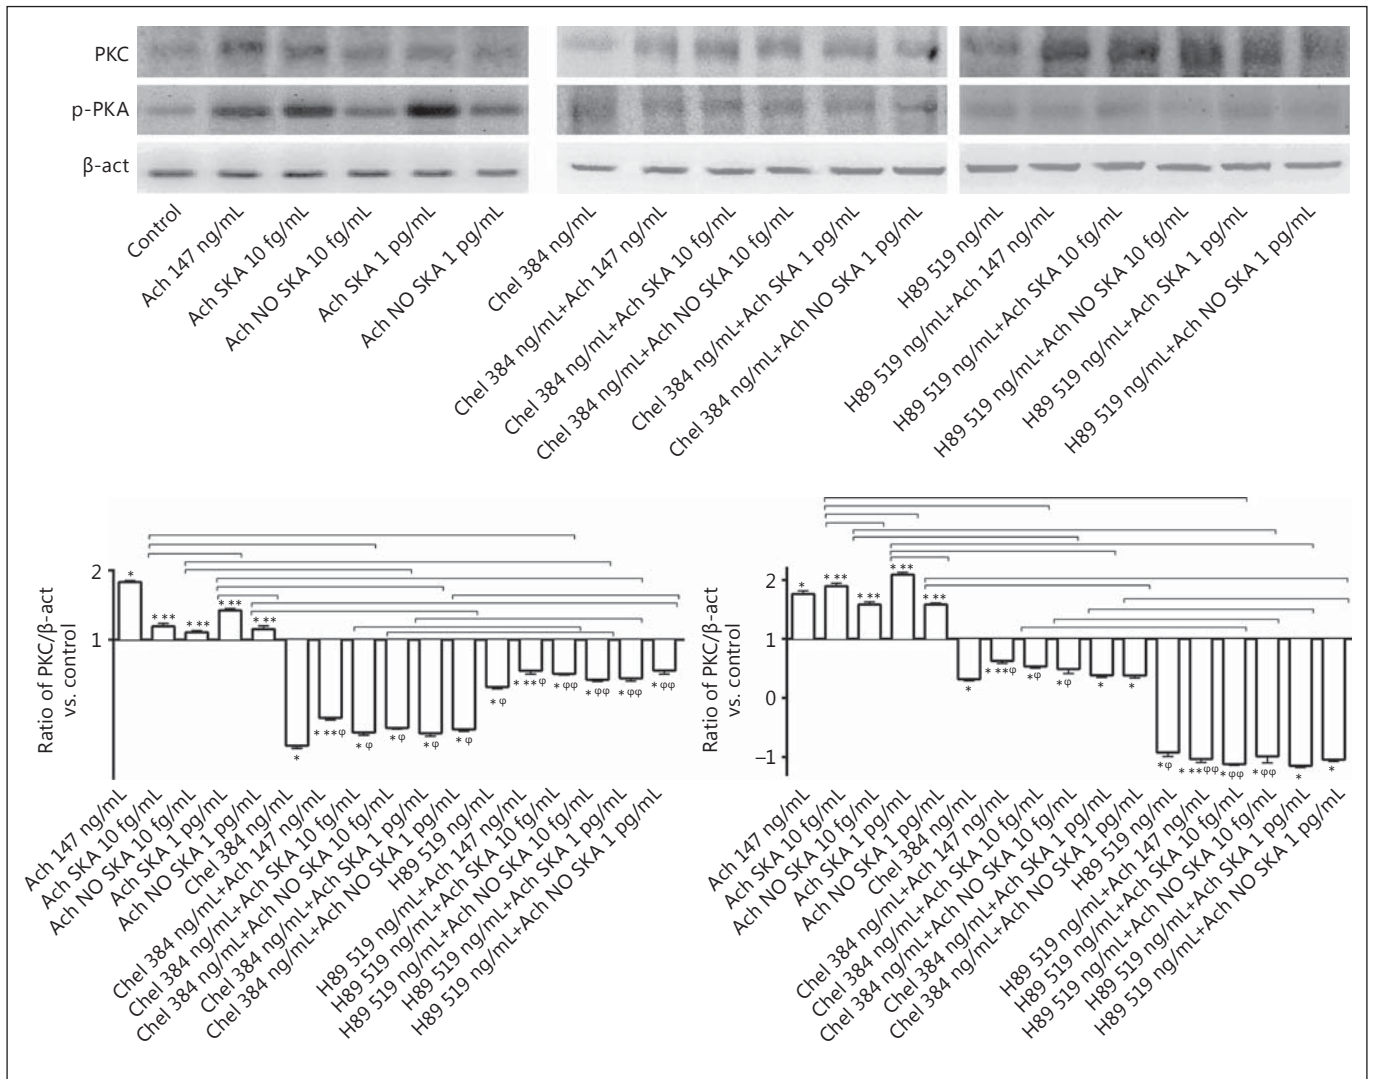 PKC
p-PKA
β-act
Control
Ach 147 ng/mL
Ach SKA 10 fg/mL
Ach NO SKA 10 fg/mL
Ach SKA 1 pg/mL
Ach NO SKA 1 pg/mL
Chel 384 ng/mL
Chel 384 ng/mL+Ach 147 ng/mL
Chel 384 ng/mL+Ach SKA 10 fg/mL
Chel 384 ng/mL+Ach NO SKA 10 fg/mL
Chel 384 ng/mL+Ach SKA 1 pg/mL
Chel 384 ng/mL+Ach NO SKA 1 pg/mL
H89 519 ng/mL
H89 519 ng/mL+Ach 147 ng/mL
H89 519 ng/mL+Ach SKA 10 fg/mL
H89 519 ng/mL+Ach NO SKA 10 fg/mL
H89 519 ng/mL+Ach SKA 1 pg/mL
H89 519 ng/mL+Ach NO SKA 1 pg/mL
Ratio of PKC/β-act
vs. control
2
1
*
* **
* **
* **
* **
*
* **φ
* φ
* φ
* φ
* φ
* φ
* **φ
* φφ
* φφ
* φφ
* φφ
Ach 147 ng/mL
Ach SKA 10 fg/mL
Ach NO SKA 10 fg/mL
Ach SKA 1 pg/mL
Ach NO SKA 1 pg/mL
Chel 384 ng/mL
Chel 384 ng/mL+Ach 147 ng/mL
Chel 384 ng/mL+Ach SKA 10 fg/mL
Chel 384 ng/mL+Ach NO SKA 10 fg/mL
Chel 384 ng/mL+Ach SKA 1 pg/mL
Chel 384 ng/mL+Ach NO SKA 1 pg/mL
H89 519 ng/mL
H89 519 ng/mL+Ach 147 ng/mL
H89 519 ng/mL+Ach SKA 10 fg/mL
H89 519 ng/mL+Ach NO SKA 10 fg/mL
H89 519 ng/mL+Ach SKA 1 pg/mL
H89 519 ng/mL+Ach NO SKA 1 pg/mL
Ratio of PKC/β-act
vs. control
2
1
0
–1
*
* **
* **
* **
* **
*
* **φ
* φ
* φ
*
*
* φ
* **φφ
* φφ
* φφ
*
*
Ach 147 ng/mL
Ach SKA 10 fg/mL
Ach NO SKA 10 fg/mL
Ach SKA 1 pg/mL
Ach NO SKA 1 pg/mL
Chel 384 ng/mL
Chel 384 ng/mL+Ach 147 ng/mL
Chel 384 ng/mL+Ach SKA 10 fg/mL
Chel 384 ng/mL+Ach NO SKA 10 fg/mL
Chel 384 ng/mL+Ach SKA 1 pg/mL
Chel 384 ng/mL+Ach NO SKA 1 pg/mL
H89 519 ng/mL
H89 519 ng/mL+Ach 147 ng/mL
H89 519 ng/mL+Ach SKA 10 fg/mL
H89 519 ng/mL+Ach NO SKA 10 fg/mL
H89 519 ng/mL+Ach SKA 1 pg/mL
H89 519 ng/mL+Ach NO SKA 1 pg/mL